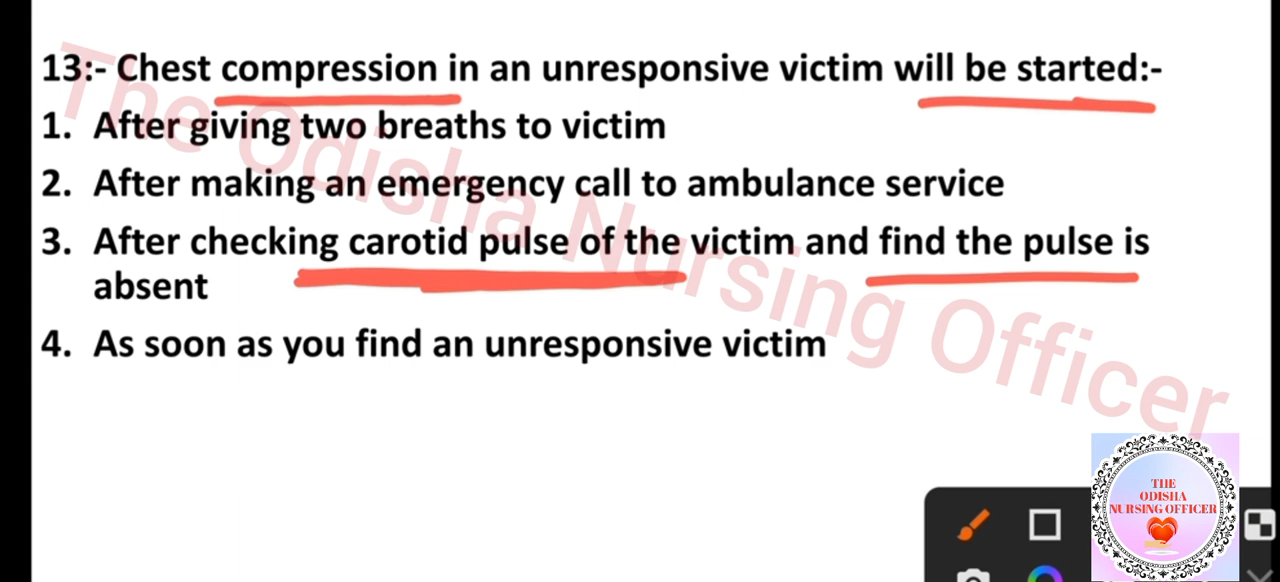 13:- Chest compression in an unresponsive victim will be started:-
1. After giving two breaths to victim
2. After making an emergency call to ambulance service
3. After checking carotid pulse of the victim and find the pulse is
absent
4. As soon as you find an unresponsive victim
The Odisha Nursing Officer
THE
ODISHA
NURSING OFFICER